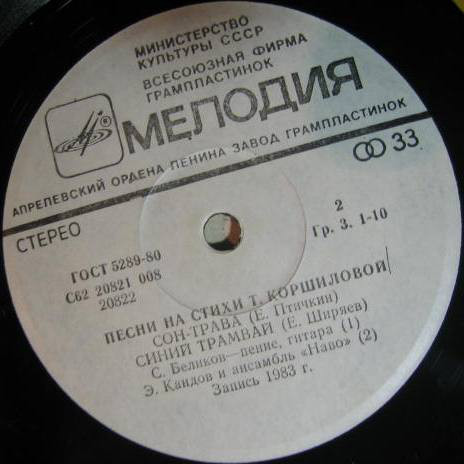 МИНИСТЕРСТВО
КУЛЬТУРЫ СССР
ВСЕСОЮЗНАЯ ФИРМА
ГРАМПЛАСТИНОК
МЕЛОДИЯ
АПРЕЛЕВСКИЙ ОРДЕНА ЛЕНИНА ЗАВОД ГРАМПЛАСТИНОК
33
СТЕРЕО
2
ГОСТ 5289-80
Гр. 3. 1-10
С62 20821 008
20822
ПЕСНИ НА СТИХИ Т. КОРШИЛОВОЙ
СОН-ТРАВА (Е. Птичкин)
СИНИЙ ТРАМВАЙ (Е. Ширяев)
С. Беликов—пение, гитара (1)
Э. Кандов и ансамбль «Наво» (2)
Запись 1983 г.